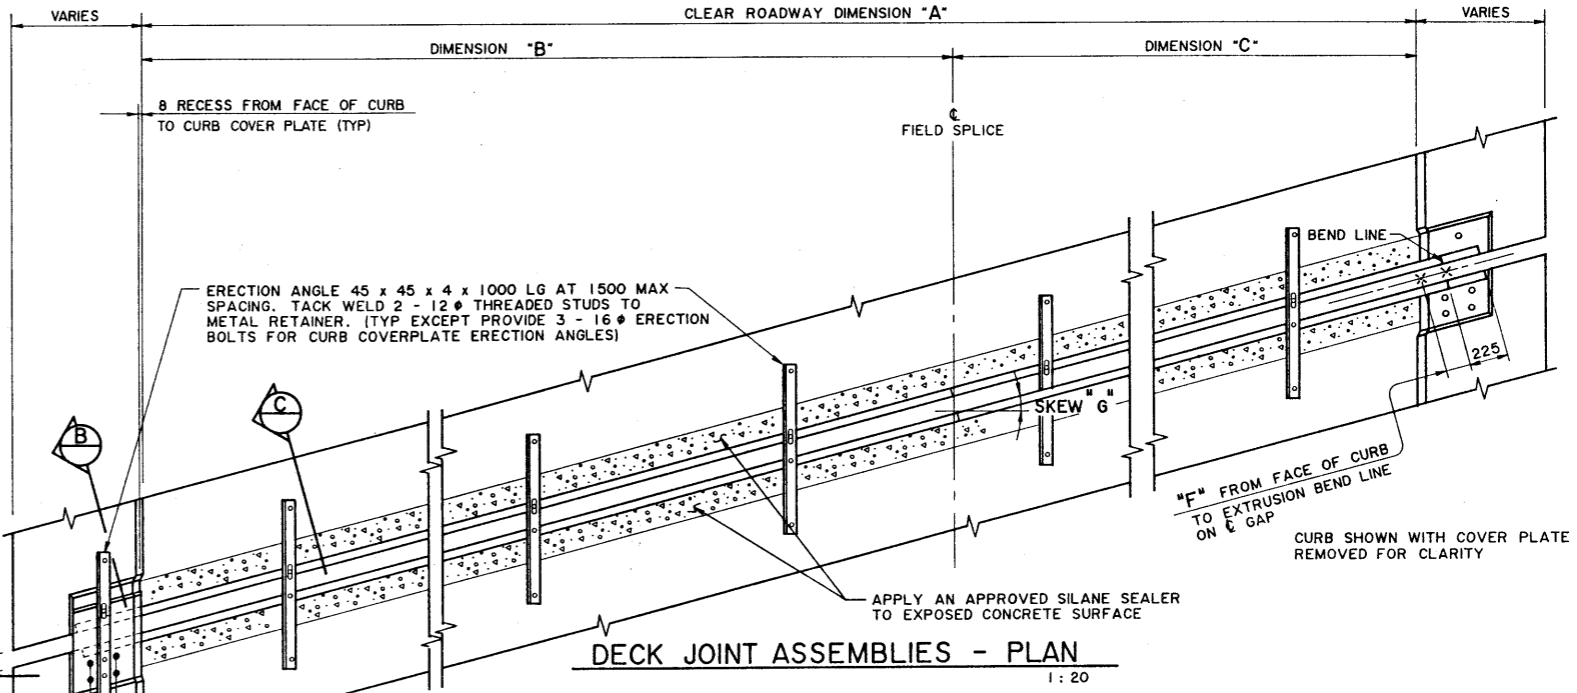 VARIES
CLEAR ROADWAY DIMENSION "A"
VARIES
DIMENSION "B"
DIMENSION "C"
8 RECESS FROM FACE OF CURB
TO CURB COVER PLATE (TYP)
℄
FIELD SPLICE
BEND LINE
ERECTION ANGLE 45 x 45 x 4 x 1000 LG AT 1500 MAX
SPACING. TACK WELD 2 - 12 ⌀ THREADED STUDS TO
METAL RETAINER. (TYP EXCEPT PROVIDE 3 - 16 ⌀ ERECTION
BOLTS FOR CURB COVERPLATE ERECTION ANGLES)
225
C
SKEW "G"
B
"F" FROM FACE OF CURB
TO EXTRUSION BEND LINE
ON ℄ GAP
CURB SHOWN WITH COVER PLATE
REMOVED FOR CLARITY
APPLY AN APPROVED SILANE SEALER
TO EXPOSED CONCRETE SURFACE
DECK JOINT ASSEMBLIES - PLAN
1 : 20